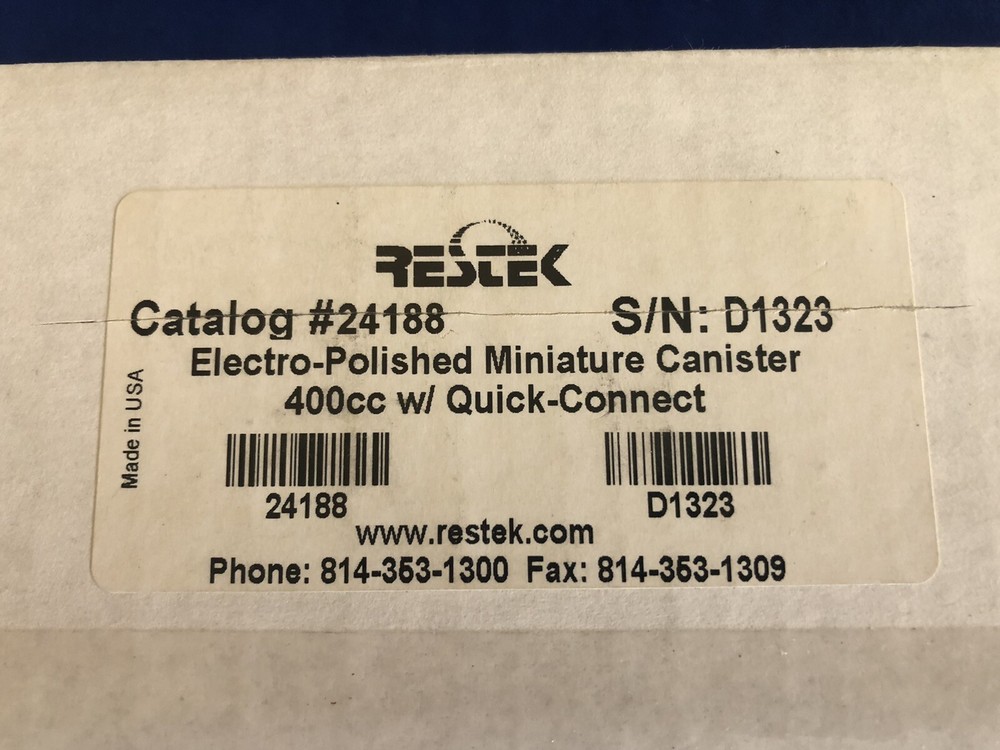 RESTEK
Catalog #24188 S/N: D1323
Electro-Polished Miniature Canister
400cc w/ Quick-Connect
Made in USA
24188 D1323
www.restek.com
Phone: 814-353-1300 Fax: 814-353-1309